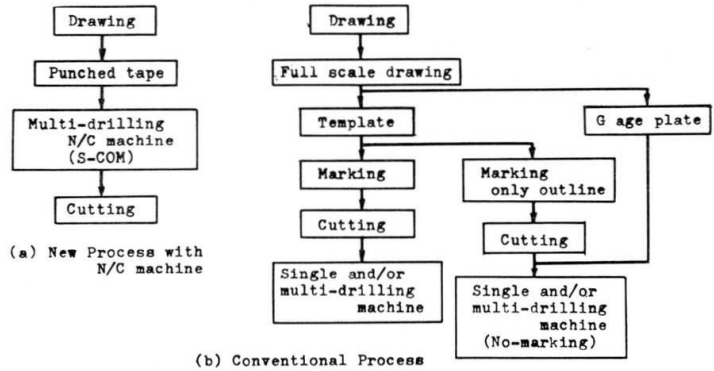 Drawing
Punched tape
Multi-drilling
N/C machine
(S-COM)
Cutting
(a) New Process with
N/C machine
Drawing
Full scale drawing
Template
G age plate
Marking
Marking
only outline
Cutting
Cutting
Single and/or
multi-drilling
machine
Single and/or
multi-drilling
machine
(No-marking)
(b) Conventional Process